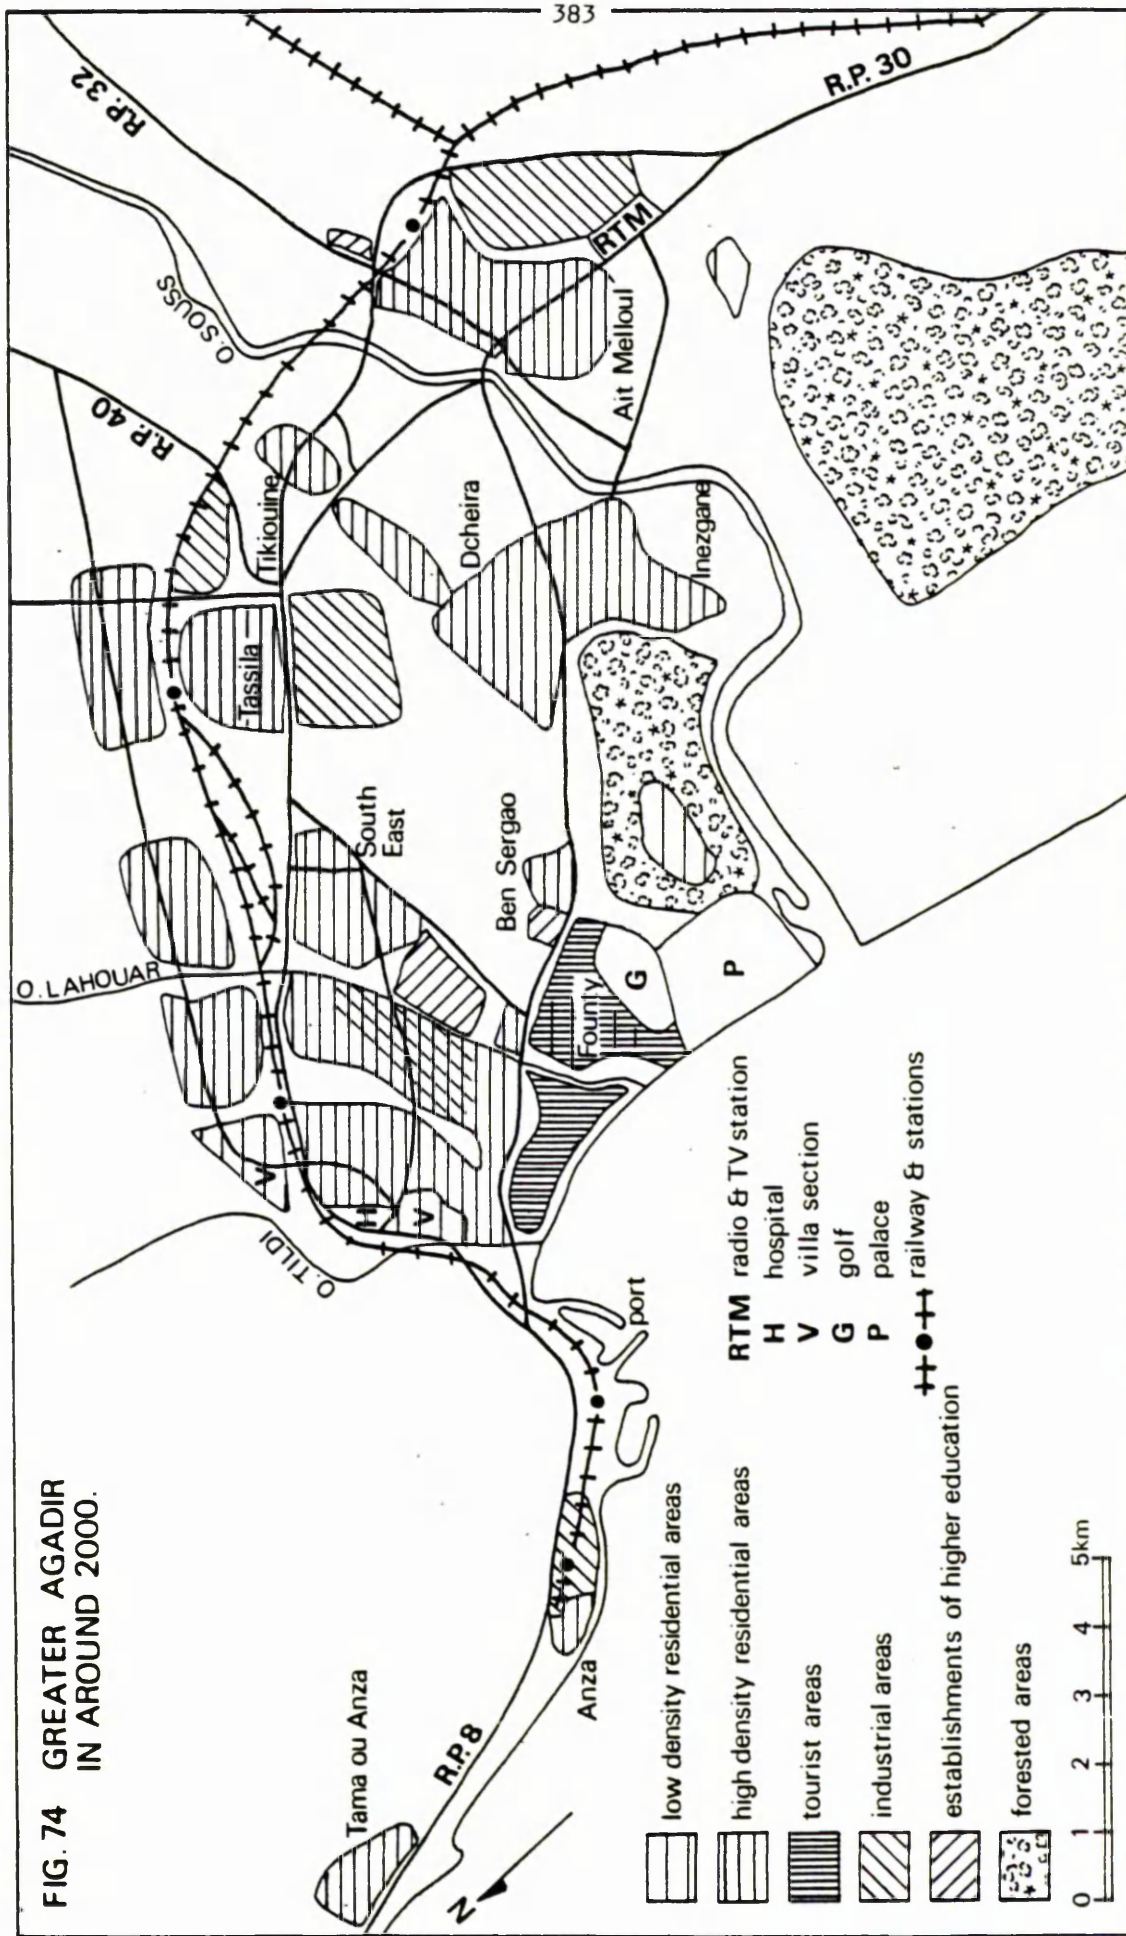 383
FIG. 74 GREATER AGADIR
IN AROUND 2000.
Tama ou Anza
R.P.8
Anza
port
O. TILDI
V
H
V
O. LAHOUAR
South
East
Ben Sergao
Founty
G
P
Tassila
Tikiouine
R.P. 40
Dcheira
Inezgane
O. SOUSS
R.P. 32
Ait Melloul
RTM
R.P. 30
N
low density residential areas
high density residential areas
tourist areas
industrial areas
establishments of higher education
forested areas
RTM radio & TV station
H hospital
V villa section
G golf
P palace
railway & stations
0 1 2 3 4 5km